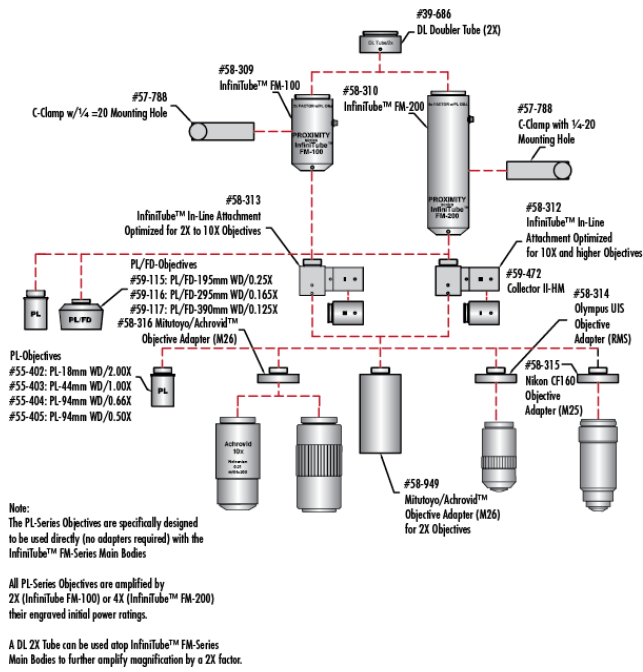 #39-686
DL Doubler Tube (2X)
DL Tube/2x
#58-309
InfiniTube™ FM-100
#58-310
InfiniTube™ FM-200
#57-788
C-Clamp w/¼ =20 Mounting Hole
#57-788
C-Clamp with ¼-20
Mounting Hole
PROXIMITY
InfiniTube™
FM-100
PROXIMITY
InfiniTube™
FM-200
#58-313
InfiniTube™ In-Line Attachment
Optimized for 2X to 10X Objectives
#58-312
InfiniTube™ In-Line
Attachment Optimized
for 10X and higher Objectives
#59-472
Collector II-HM
PL
PL/FD
PL/FD-Objectives
#59-115: PL/FD-195mm WD/0.25X
#59-116: PL/FD-295mm WD/0.165X
#59-117: PL/FD-390mm WD/0.125X
#58-316 Mitutoyo/Achrovid™
Objective Adapter (M26)
#58-314
Olympus UIS
Objective
Adapter (RMS)
#58-315
Nikon CF160
Objective
Adapter (M25)
PL-Objectives
#55-402: PL-18mm WD/2.00X
#55-403: PL-44mm WD/1.00X
#55-404: PL-94mm WD/0.66X
#55-405: PL-94mm WD/0.50X
PL
Achrovid
10x
#58-949
Mitutoyo/Achrovid™
Objective Adapter (M26)
for 2X Objectives
Note:
The PL-Series Objectives are specifically designed
to be used directly (no adapters required) with the
InfiniTube™ FM-Series Main Bodies
All PL-Series Objectives are amplified by
2X (InfiniTube FM-100) or 4X (InfiniTube™ FM-200)
their engraved initial power ratings.
A DL 2X Tube can be used atop InfiniTube™ FM-Series
Main Bodies to further amplify magnification by a 2X factor.